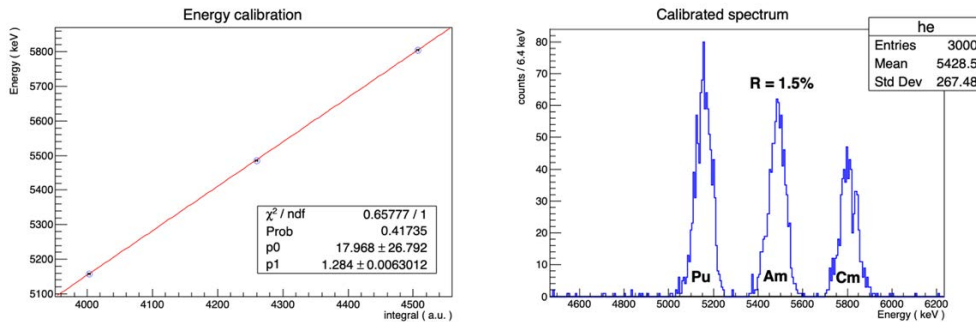 Energy calibration
Energy ( keV)
5800
5700
5600
5500
5400
5300
5200
5100
χ² / ndf 0.65777 / 1
Prob 0.41735
p0 17.968 ± 26.792
p1 1.284 ± 0.0063012
4000 4100 4200 4300 4400 4500
integral ( a.u. )
Calibrated spectrum
he
Entries 3000
Mean 5428.5
Std Dev 267.48
counts / 6.4 keV
80
70
60
50
40
30
20
10
0
R = 1.5%
Pu Am Cm
4600 4800 5000 5200 5400 5600 5800 6000 6200
Energy ( keV)